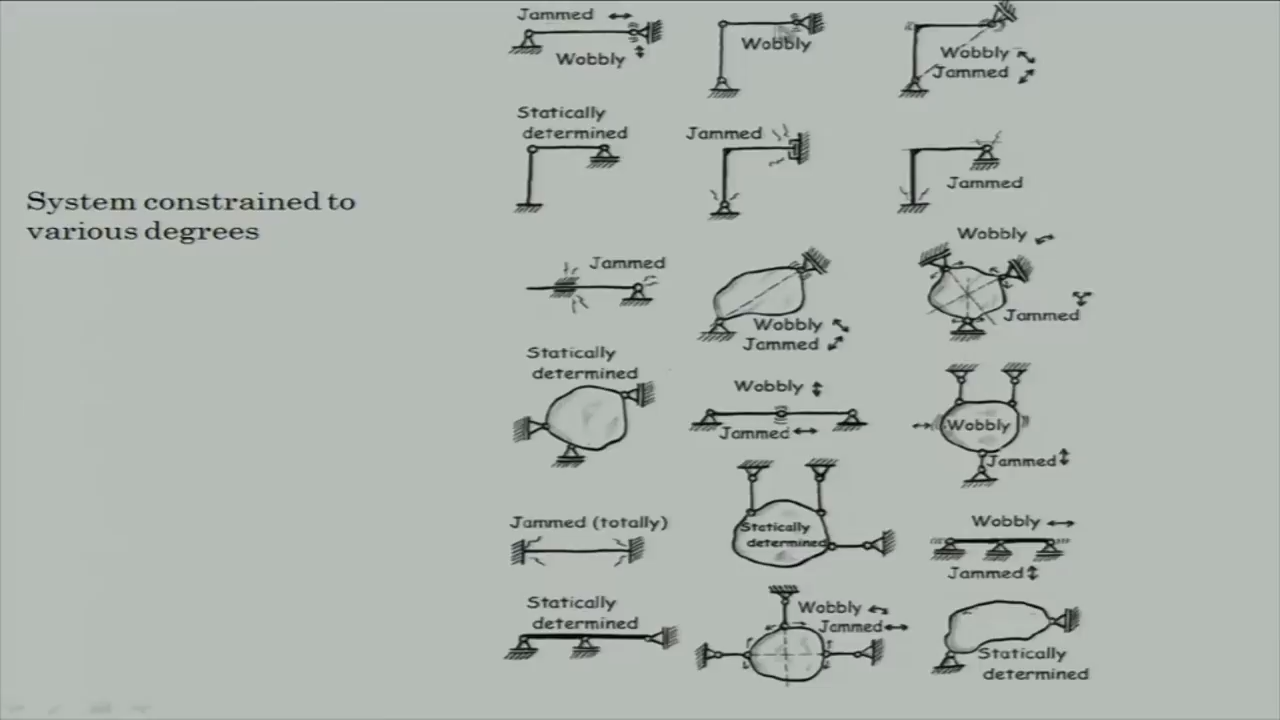 System constrained to
various degrees
Jammed
Wobbly
Wobbly
Wobbly
Jammed
Statically
determined
Jammed
Jammed
Jammed
Wobbly
Jammed
Wobbly
Jammed
Statically
determined
Wobbly
Jammed
Wobbly
Jammed
Jammed (totally)
Statically
determined
Wobbly
Jammed
Statically
determined
Wobbly
Jammed
Statically
determined